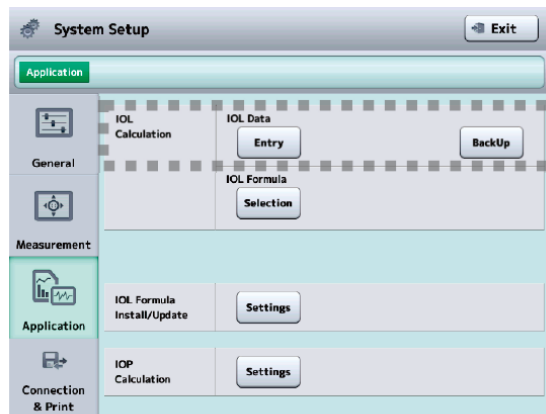 System Setup
Exit
Application
General
Measurement
Application
Connection
& Print
IOL
Calculation
IOL Data
Entry
BackUp
IOL Formula
Selection
IOL Formula
Install/Update
Settings
IOP
Calculation
Settings